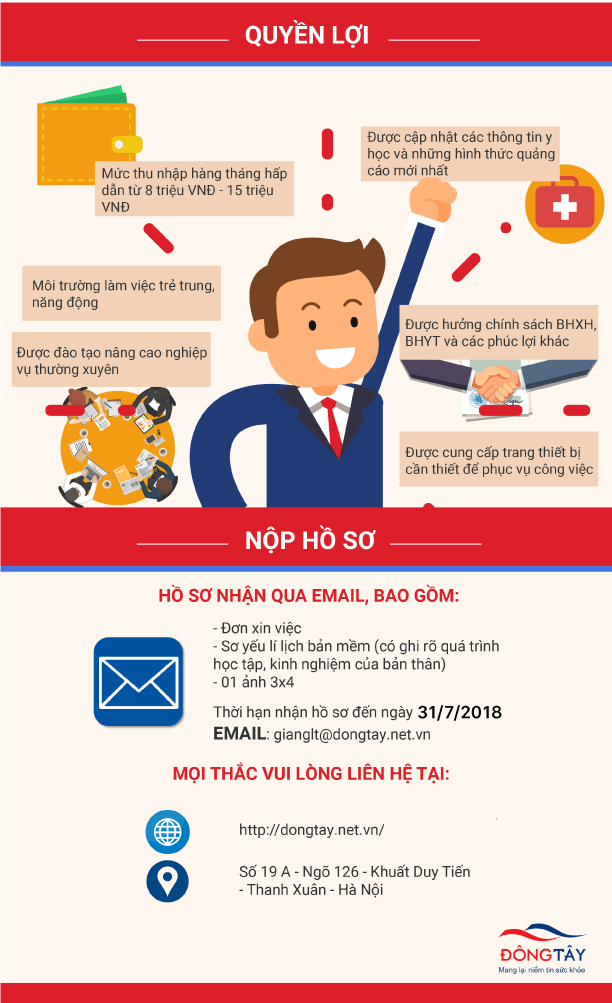 QUYỀN LỢI
Mức thu nhập hàng tháng hấp
dẫn từ 8 triệu VNĐ - 15 triệu
VNĐ
Được cập nhật các thông tin y
học và những hình thức quảng
cáo mới nhất
Môi trường làm việc trẻ trung,
năng động
Được hưởng chính sách BHXH,
BHYT và các phúc lợi khác
Được đào tạo nâng cao nghiệp
vụ thường xuyên
Được cung cấp trang thiết bị
cần thiết để phục vụ công việc
NỘP HỒ SƠ
HỒ SƠ NHẬN QUA EMAIL, BAO GỒM:
- Đơn xin việc
- Sơ yếu lí lịch bản mềm (có ghi rõ quá trình
học tập, kinh nghiệm của bản thân)
- 01 ảnh 3x4
Thời hạn nhận hồ sơ đến ngày 31/7/2018
EMAIL: gianglt@dongtay.net.vn
MỌI THẮC VUI LÒNG LIÊN HỆ TẠI:
http://dongtay.net.vn/
Số 19 A - Ngõ 126 - Khuất Duy Tiến
- Thanh Xuân - Hà Nội
ĐÔNG TÂY
Mang lại niềm tin sức khỏe